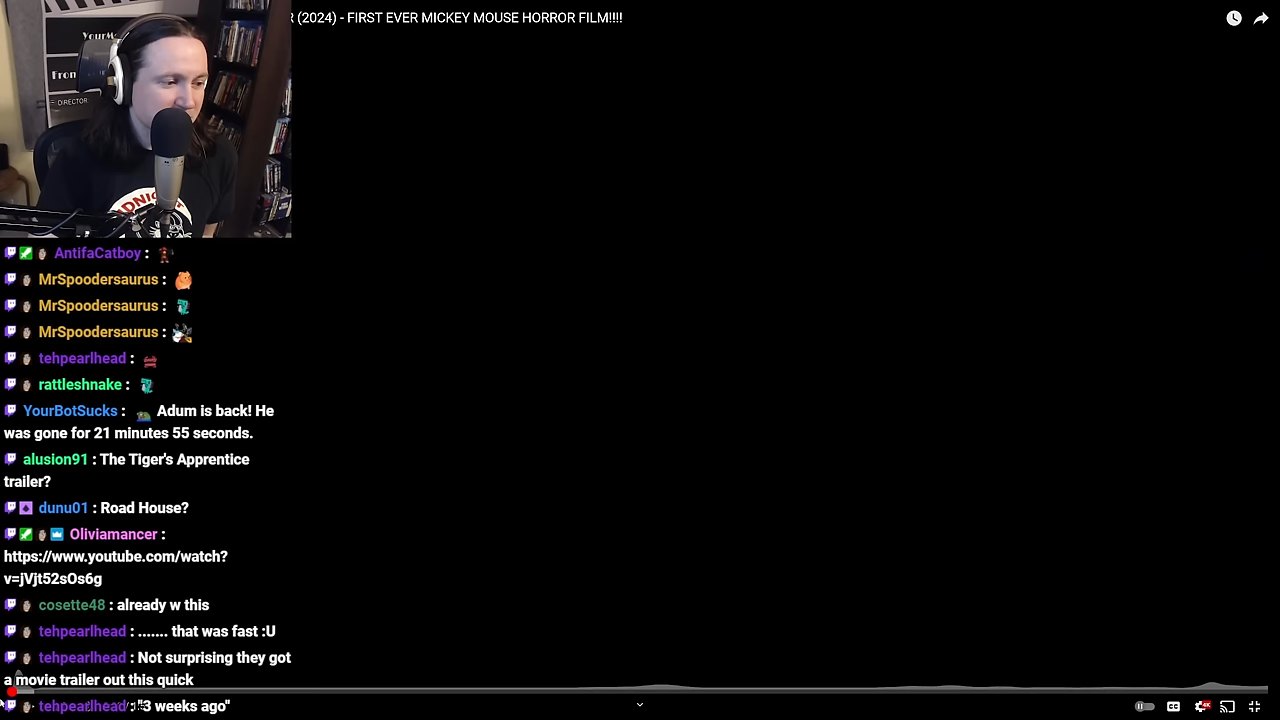 R (2024) - FIRST EVER MICKEY MOUSE HORROR FILM!!!!
DIRECTOR
AntifaCatboy :
MrSpoodersaurus :
MrSpoodersaurus :
MrSpoodersaurus :
tehpearlhead :
rattleshnake :
YourBotSucks : Adum is back! He
was gone for 21 minutes 55 seconds.
alusion91 : The Tiger's Apprentice
trailer?
dunu01 : Road House?
Oliviamancer :
https://www.youtube.com/watch?
v=jVjt52sOs6g
cosette48 : already w this
tehpearlhead : ....... that was fast :U
tehpearlhead : Not surprising they got
a movie trailer out this quick
tehpearlhead : "3 weeks ago"
CC
4K